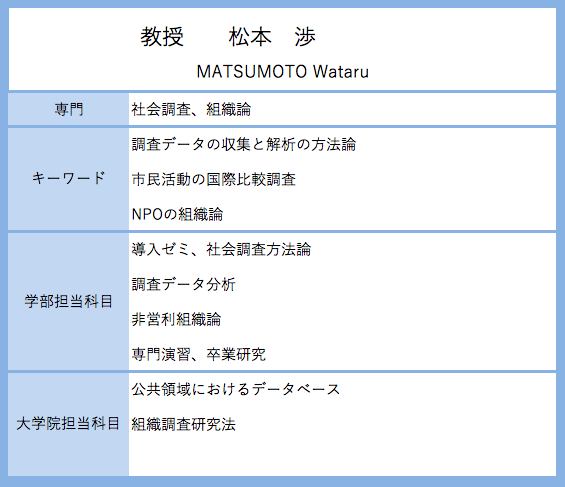 教授　　松本　渉
MATSUMOTO Wataru
専門
社会調査、組織論
キーワード
調査データの収集と解析の方法論
市民活動の国際比較調査
NPOの組織論
学部担当科目
導入ゼミ、社会調査方法論
調査データ分析
非営利組織論
専門演習、卒業研究
大学院担当科目
公共領域におけるデータベース
組織調査研究法